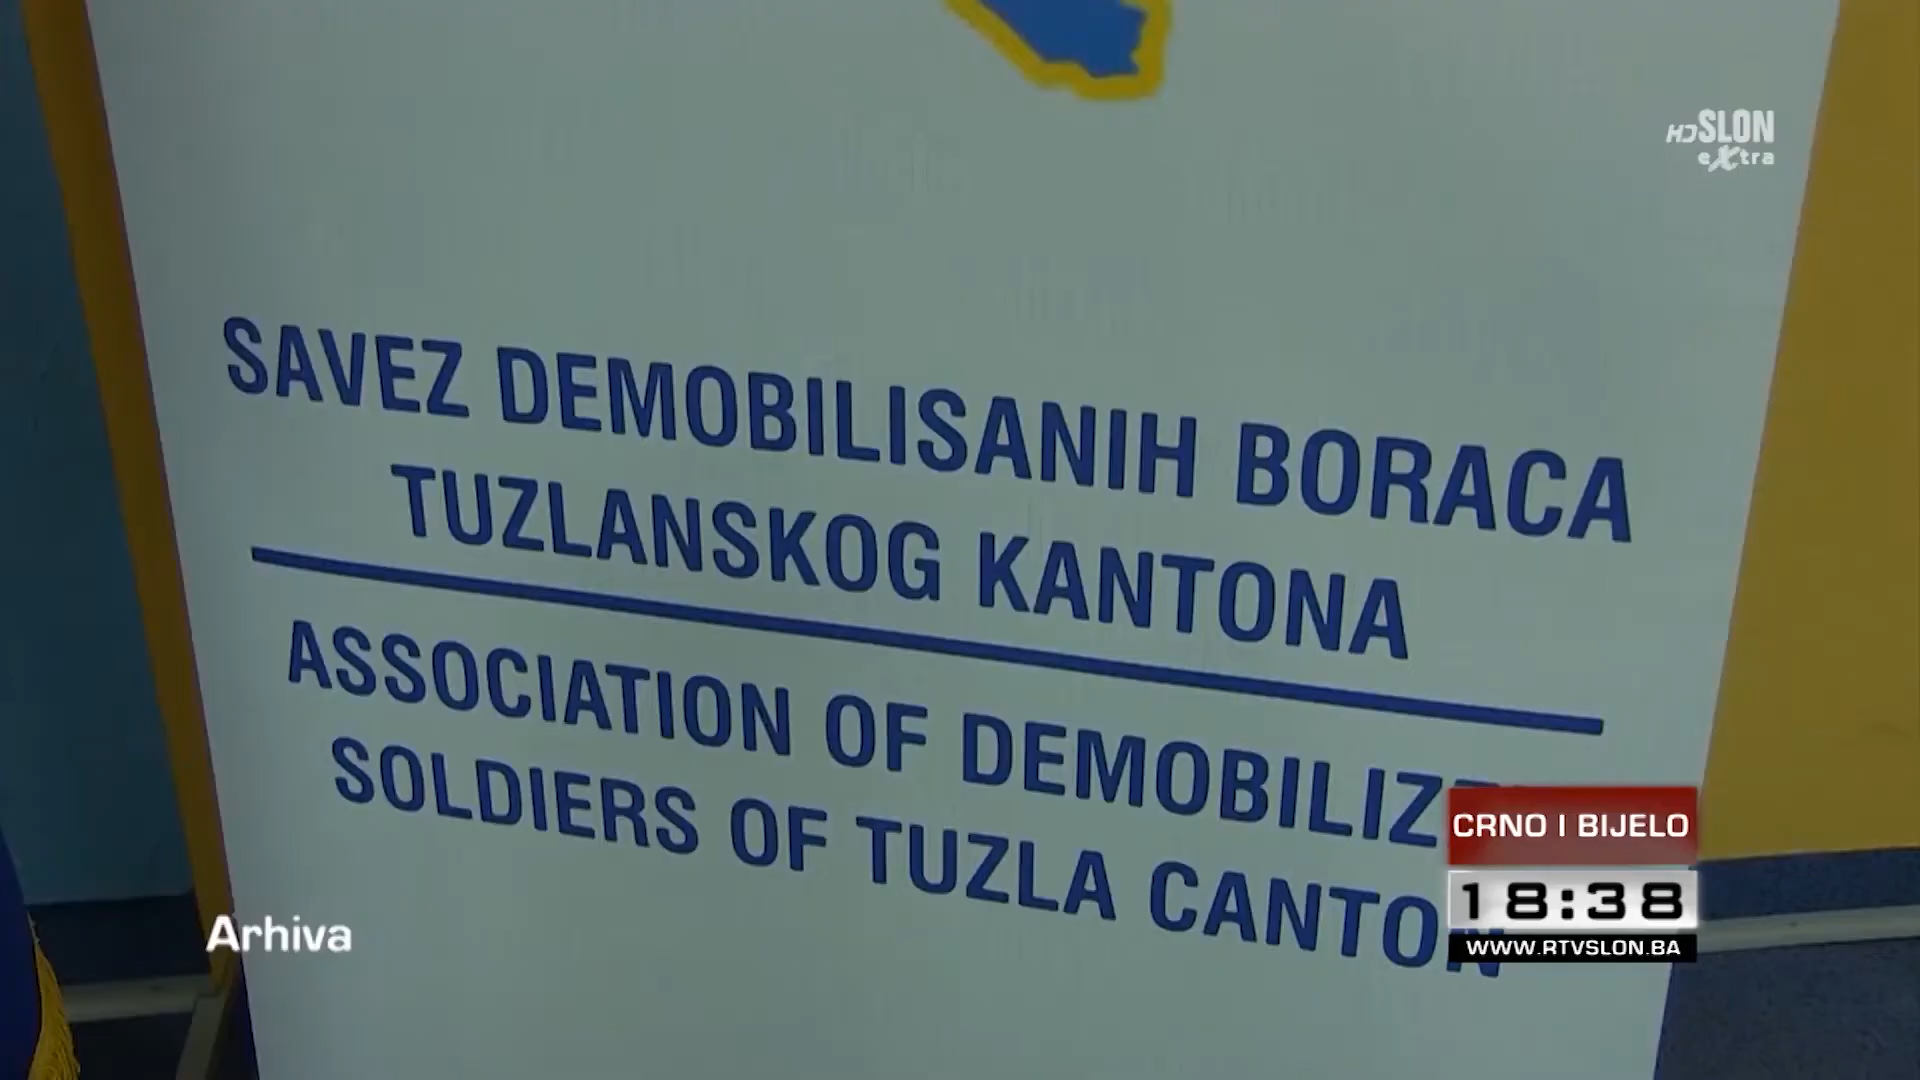 HD SLON
eXtra
SAVEZ DEMOBILISANIH BORACA
TUZLANSKOG KANTONA
ASSOCIATION OF DEMOBILIZ
SOLDIERS OF TUZLA CANTON
CRNO I BIJELO
18:38
WWW.RTVSLON.BA
Arhiva